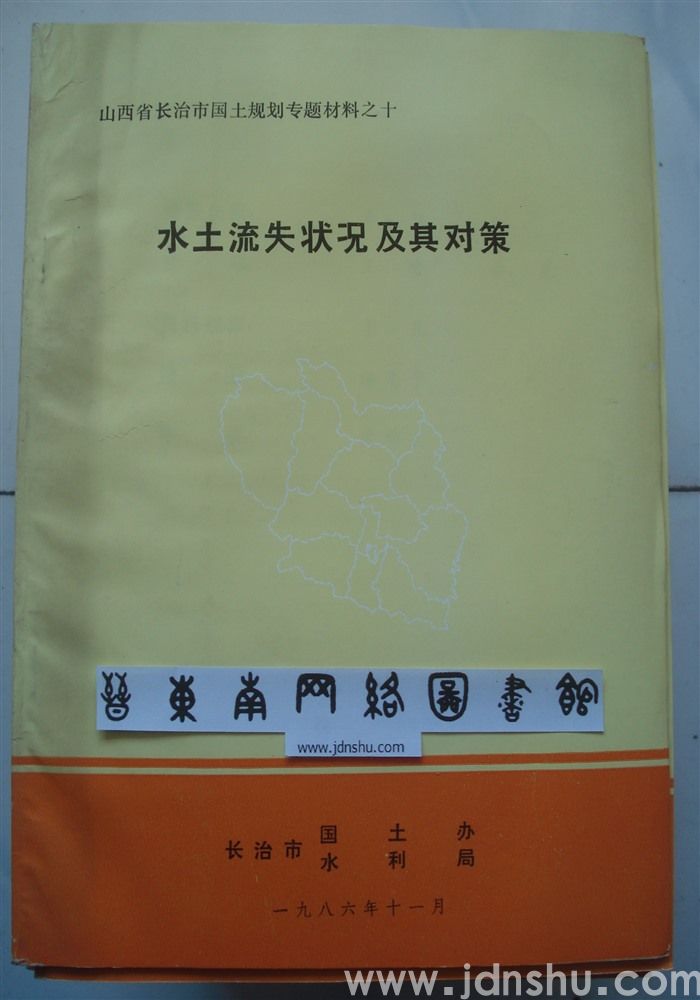 山西省长治市国土规划专题材料之十
水土流失状况及其对策
晉東南网絡圖書館
www.jdnshu.com
长治市 国土办
水利局
一九八六年十一月
www.jdnshu.com